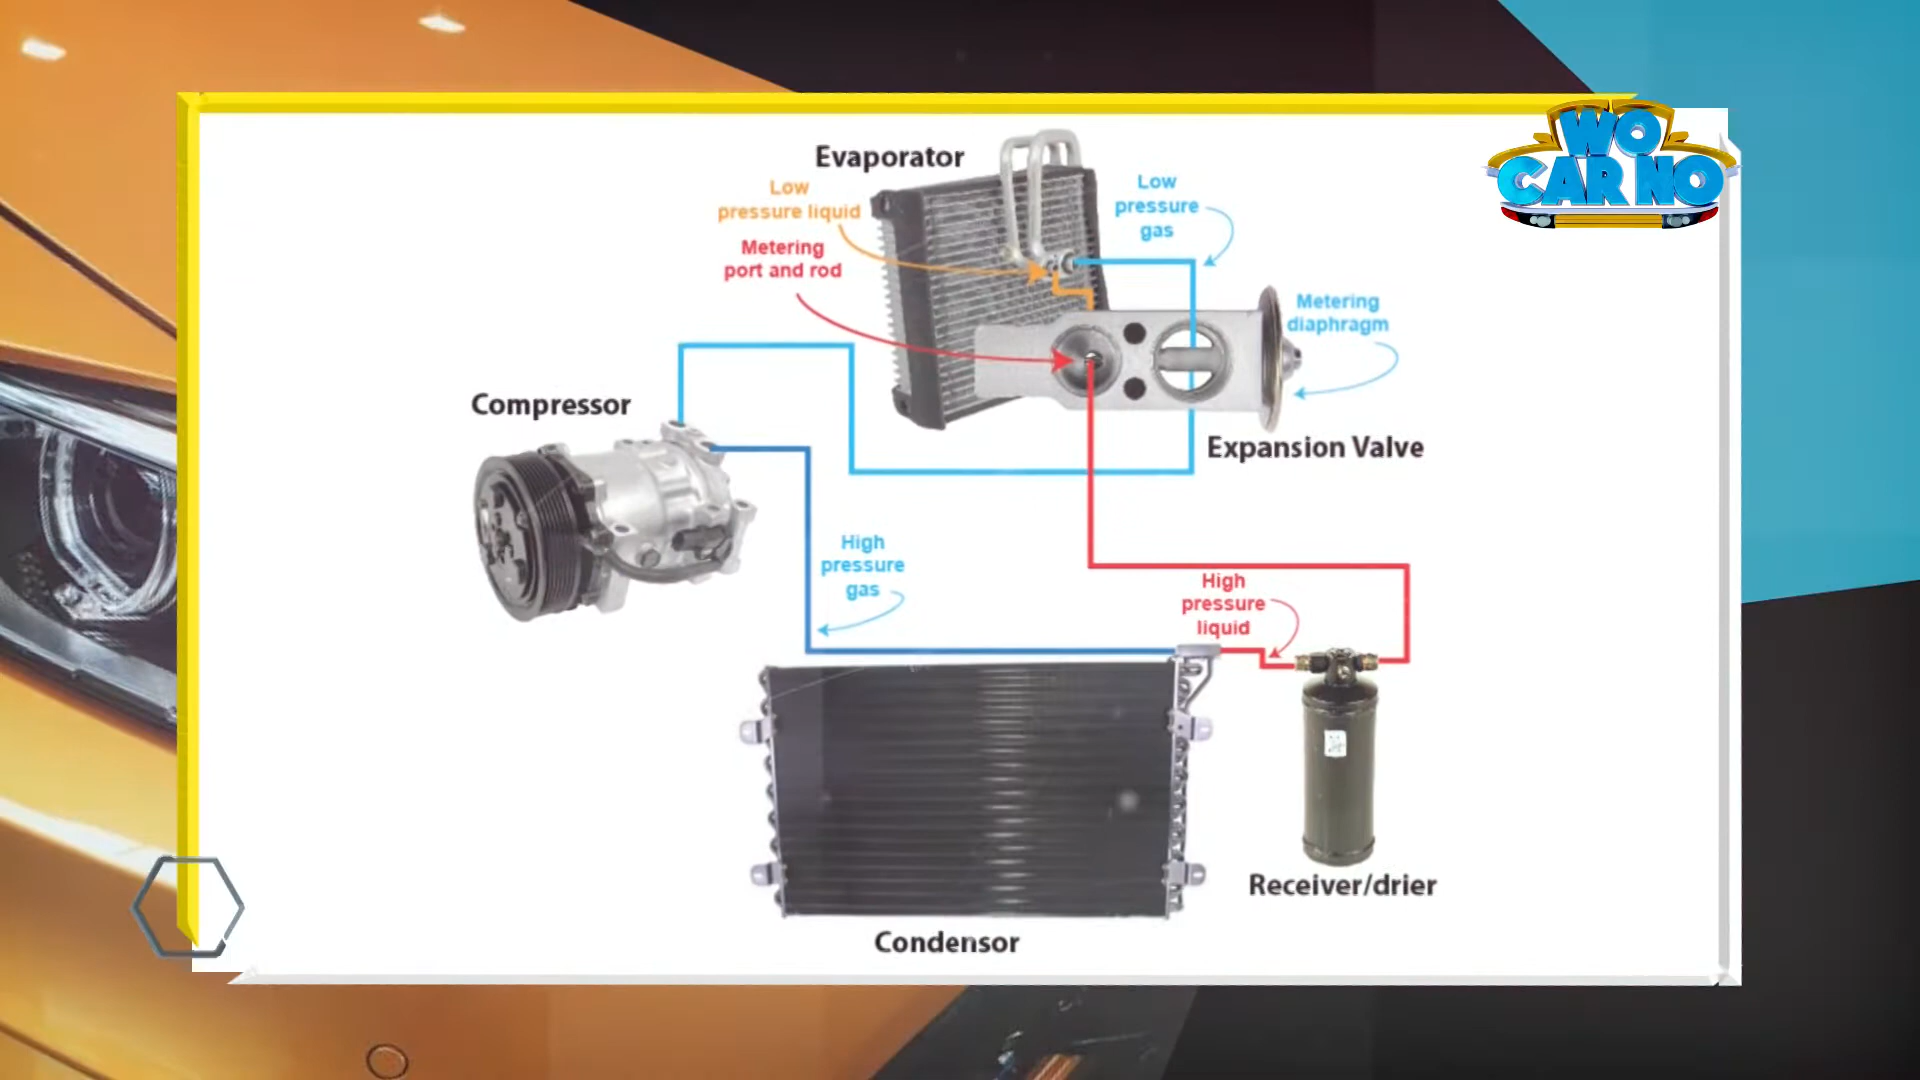 WO
CAR NO
Evaporator
Low
pressure liquid
Metering
port and rod
Low
pressure
gas
Metering
diaphragm
Compressor
Expansion Valve
High
pressure
gas
High
pressure
liquid
Receiver/drier
Condensor